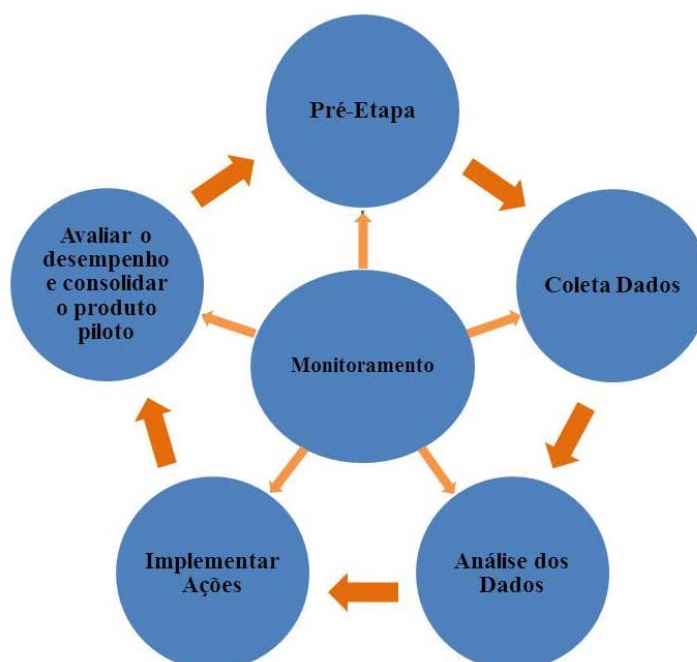 Pré-Etapa
Avaliar o
desempenho
e consolidar
o produto
piloto
Coleta Dados
Monitoramento
Implementar
Ações
Análise dos
Dados